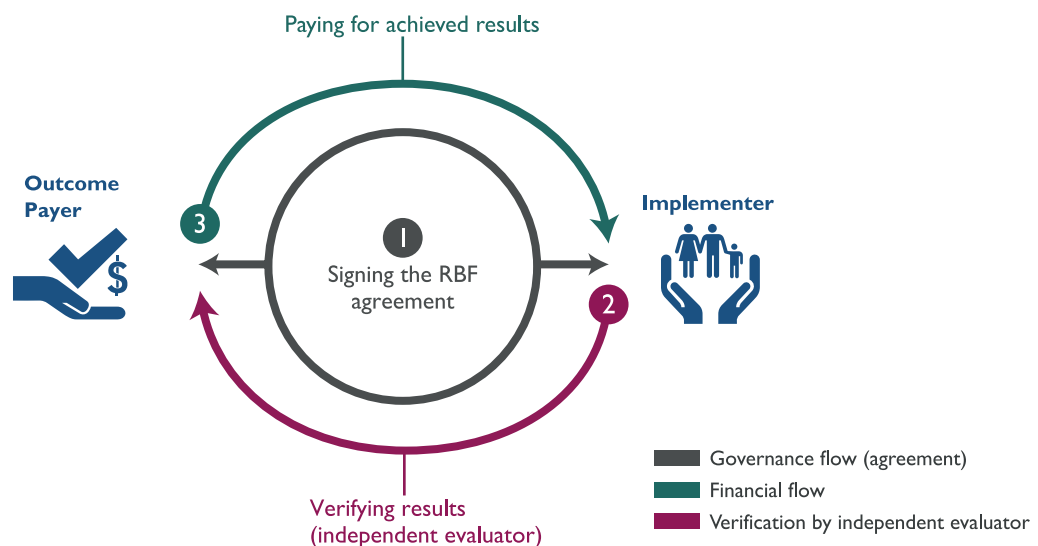 Paying for achieved results
Outcome
Payer
$
3
1
Signing the RBF
agreement
Implementer
2
Verifying results
(independent evaluator)
Governance flow (agreement)
Financial flow
Verification by independent evaluator